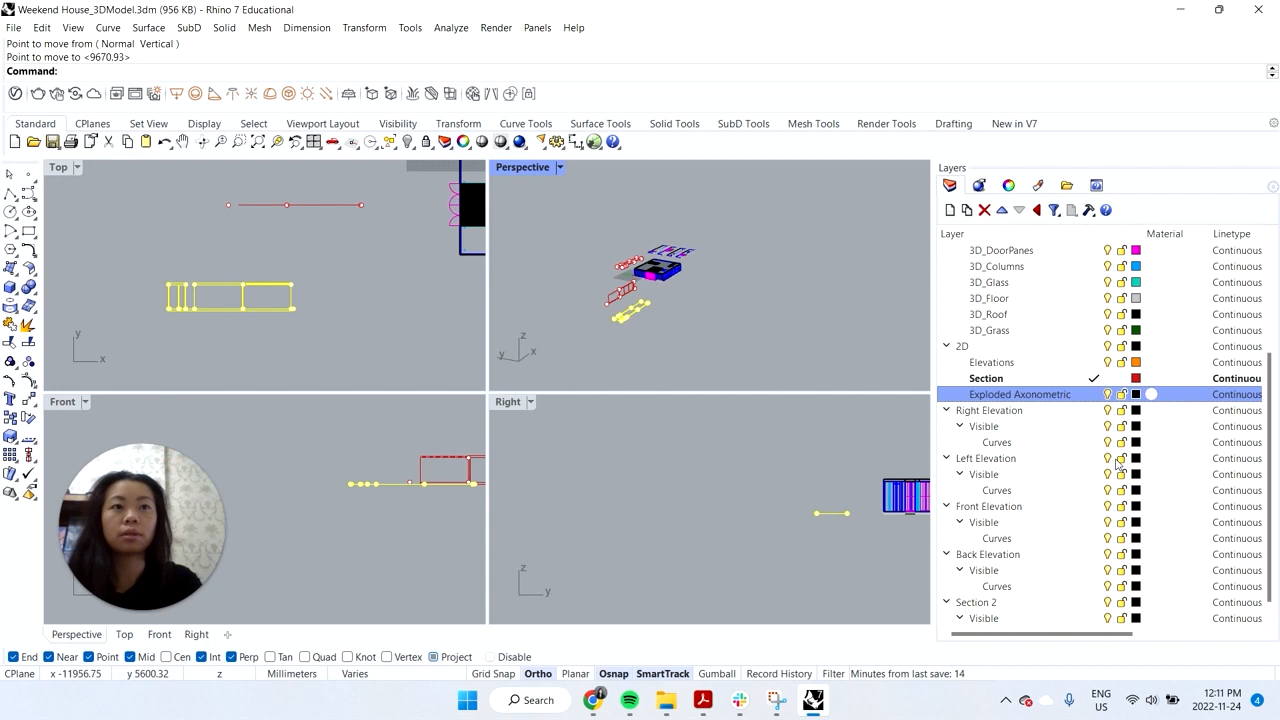 Weekend House_3DModel.3dm (956 KB) - Rhino 7 Educational
File Edit View Curve Surface SubD Solid Mesh Dimension Transform Tools Analyze Render Panels Help
Point to move from ( Normal Vertical )
Point to move to <9670.93>
Command:
Standard CPlanes Set View Display Select Viewport Layout Visibility Transform Curve Tools Surface Tools Solid Tools SubD Tools Mesh Tools Render Tools Drafting New in V7
Top
y
x
Perspective
z
y
x
Front
Right
z
y
Layers
Layer Material Linetype
3D_DoorPanes Continuous
3D_Columns Continuous
3D_Glass Continuous
3D_Floor Continuous
3D_Roof Continuous
3D_Grass Continuous
2D Continuous
Elevations Continuous
Section Continuou
Exploded Axonometric Continuous
Right Elevation Continuous
Visible Continuous
Curves Continuous
Left Elevation Continuous
Visible Continuous
Curves Continuous
Front Elevation Continuous
Visible Continuous
Curves Continuous
Back Elevation Continuous
Visible Continuous
Curves Continuous
Section 2 Continuous
Visible Continuous
Perspective Top Front Right
End Near Point Mid Cen Int Perp Tan Quad Knot Vertex Project Disable
CPlane x -11956.75 y 5600.32 z Millimeters Varies Grid Snap Ortho Planar Osnap SmartTrack Gumball Record History Filter Minutes from last save: 14
Search
ENG
US
12:11 PM
2022-11-24
4